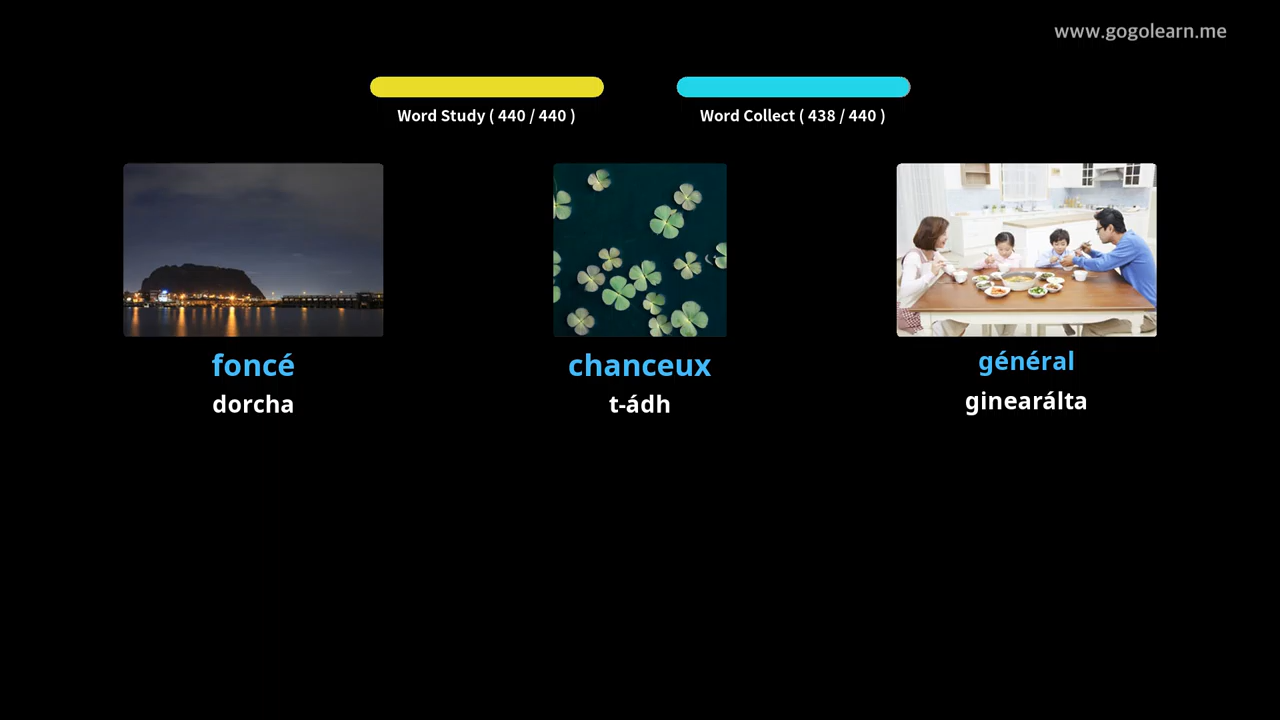 www.gogolearn.me
Word Study ( 440 / 440 )
Word Collect ( 438 / 440 )
foncé
chanceux
général
dorcha
t-ádh
ginearálta